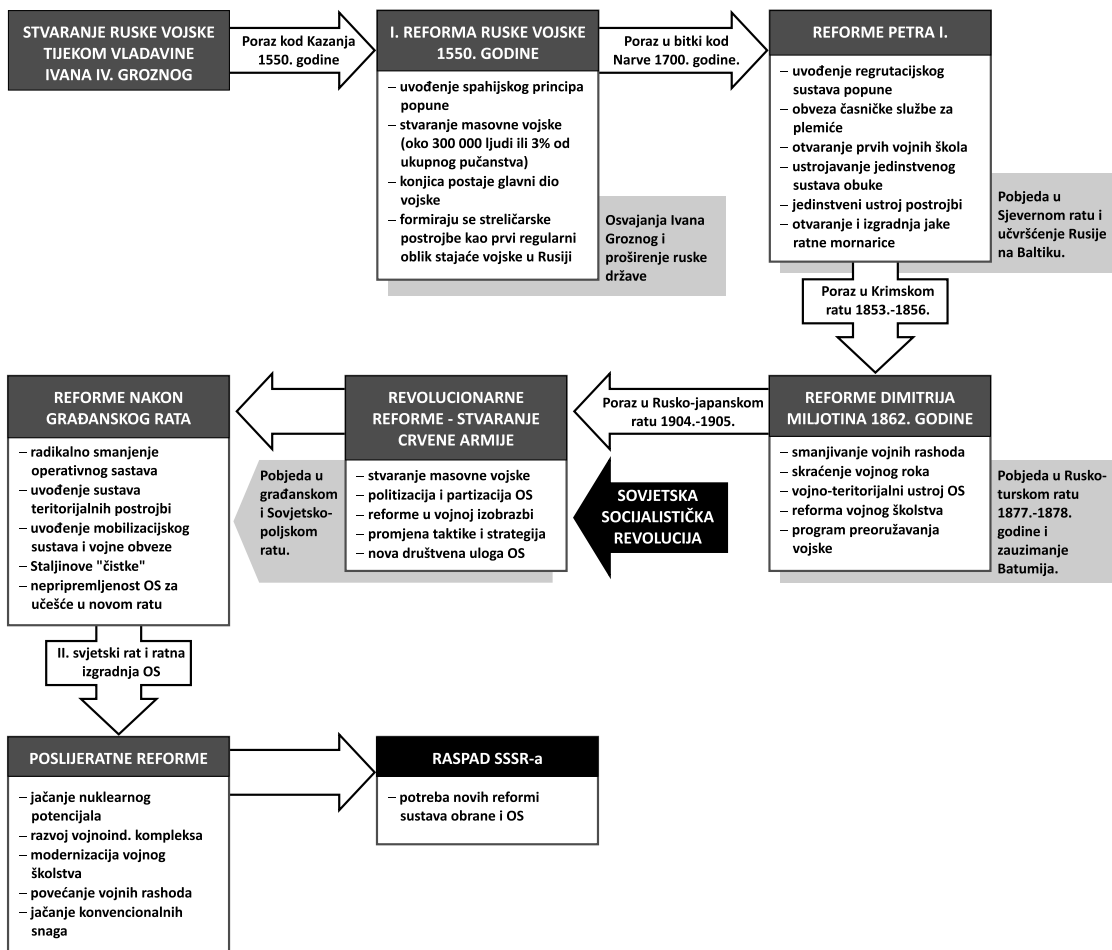 STVARANJE RUSKE VOJSKE
TIJEKOM VLADAVINE
IVANA IV. GROZNOG
Poraz kod Kazanja
1550. godine
I. REFORMA RUSKE VOJSKE
1550. GODINE
– uvođenje spahijskog principa
popune
– stvaranje masovne vojske
(oko 300 000 ljudi ili 3% od
ukupnog pučanstva)
– konjica postaje glavni dio
vojske
– formiraju se streličarske
postrojbe kao prvi regularni
oblik stajaće vojske u Rusiji
Osvajanja Ivana
Groznog i
proširenje ruske
države
Poraz u bitki kod
Narve 1700. godine.
REFORME PETRA I.
– uvođenje regrutacijskog
sustava popune
– obveza časničke službe za
plemiće
– otvaranje prvih vojnih škola
– ustrojavanje jedinstvenog
sustava obuke
– jedinstveni ustroj postrojbi
– otvaranje i izgradnja jake
ratne mornarice
Pobjeda u
Sjevernom ratu i
učvršćenje Rusije
na Baltiku.
Poraz u Krimskom
ratu 1853.-1856.
REFORME DIMITRIJA
MILJOTINA 1862. GODINE
– smanjivanje vojnih rashoda
– skraćenje vojnog roka
– vojno-teritorijalni ustroj OS
– reforma vojnog školstva
– program preoružavanja
vojske
Pobjeda u Rusko-
turskom ratu
1877.-1878.
godine i
zauzimanje
Batumija.
Poraz u Rusko-japanskom
ratu 1904.-1905.
SOVJETSKA
SOCIJALISTIČKA
REVOLUCIJA
REVOLUCIONARNE
REFORME - STVARANJE
CRVENE ARMIJE
– stvaranje masovne vojske
– politizacija i partizacija OS
– reforme u vojnoj izobrazbi
– promjena taktike i strategija
– nova društvena uloga OS
Pobjeda u
građanskom
i Sovjetsko-
poljskom
ratu.
REFORME NAKON
GRAĐANSKOG RATA
– radikalno smanjenje
operativnog sastava
– uvođenje sustava
teritorijalnih postrojbi
– uvođenje mobilizacijskog
sustava i vojne obveze
– Staljinove "čistke"
– nepripremljenost OS za
učešće u novom ratu
II. svjetski rat i ratna
izgradnja OS
POSLIJERATNE REFORME
– jačanje nuklearnog
potencijala
– razvoj vojnoind. kompleksa
– modernizacija vojnog
školstva
– povećanje vojnih rashoda
– jačanje konvencionalnih
snaga
RASPAD SSSR-a
– potreba novih reformi
sustava obrane i OS